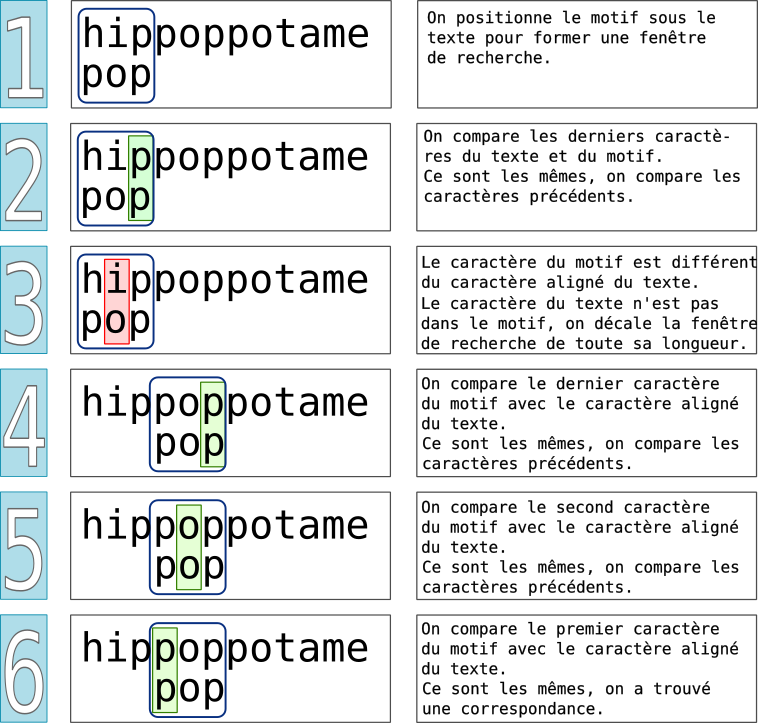 1
hippoppotame
pop
On positionne le motif sous le
texte pour former une fenêtre
de recherche.
2
hippoppotame
pop
On compare les derniers caractè-
res du texte et du motif.
Ce sont les mêmes, on compare les
caractères précédents.
3
hippoppotame
pop
Le caractère du motif est différent
du caractère aligné du texte.
Le caractère du texte n'est pas
dans le motif, on décale la fenêtre
de recherche de toute sa longueur.
4
hippoppotame
pop
On compare le dernier caractère
du motif avec le caractère aligné
du texte.
Ce sont les mêmes, on compare les
caractères précédents.
5
hippoppotame
pop
On compare le second caractère
du motif avec le caractère aligné
du texte.
Ce sont les mêmes, on compare les
caractères précédents.
6
hippoppotame
pop
On compare le premier caractère
du motif avec le caractère aligné
du texte.
Ce sont les mêmes, on a trouvé
une correspondance.